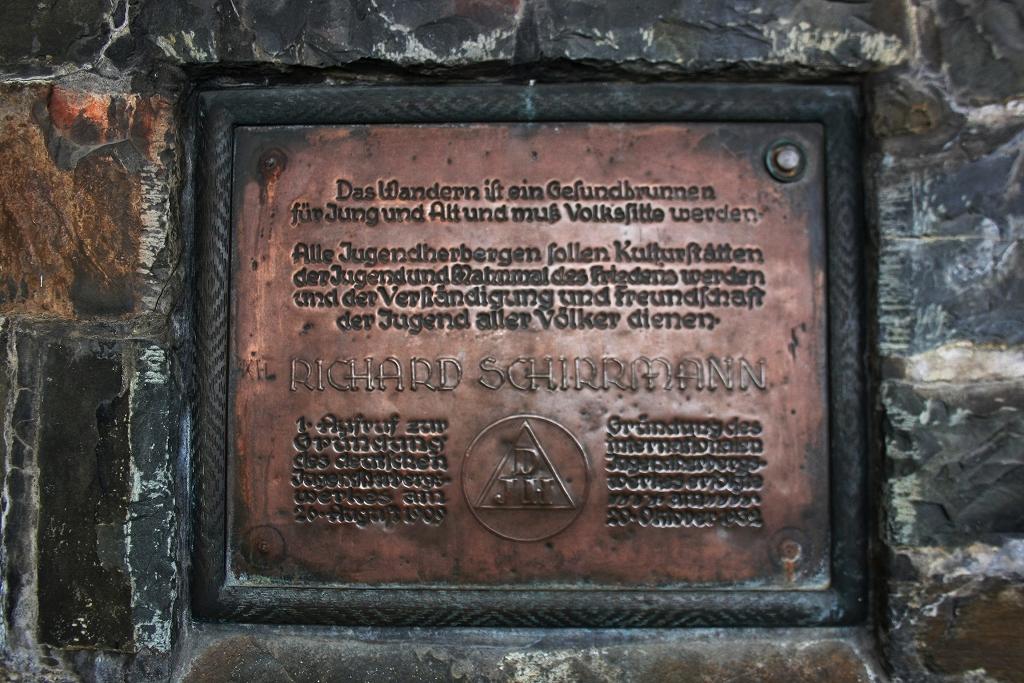 Das Wandern ist ein Gesundbrunnen
für Jung und Alt und muß Volkssitte werden.
Alle Jugendherbergen sollen Kulturstätten
der Jugend und Mahnmal des Friedens werden
und der Verständigung und Freundschaft
der Jugend aller Völker dienen.
RICHARD SCHIRRMANN
1. Aufruf zur
Gründung
des deutschen
Jugendherbergs-
werkes am
26. August 1909
D
JH
Gründung des
internationalen
Jugendherbergs-
werkes erfolgte
20. Oktober 1932